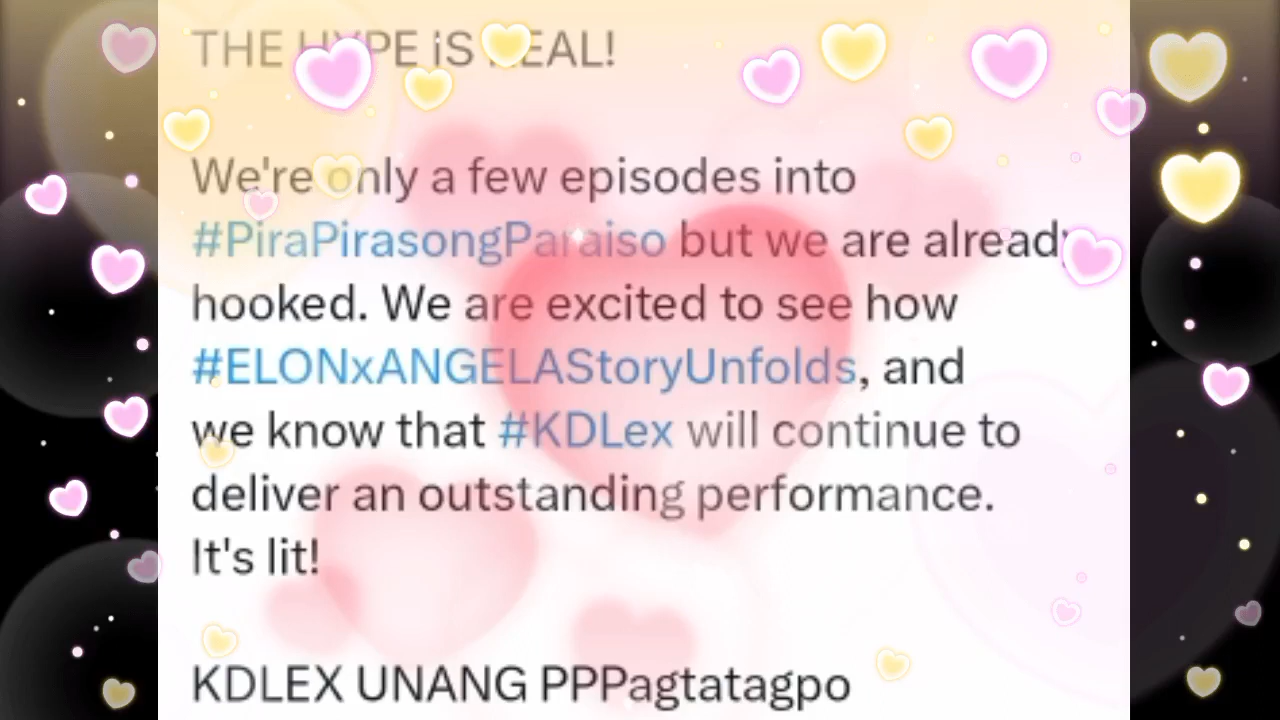 THE HYPE iS REAL!
We're only a few episodes into
#PiraPirasongParaiso but we are already
hooked. We are excited to see how
#ELONxANGELAStoryUnfolds, and
we know that #KDLex will continue to
deliver an outstanding performance.
It's lit!
KDLEX UNANG PPPagtatagpo